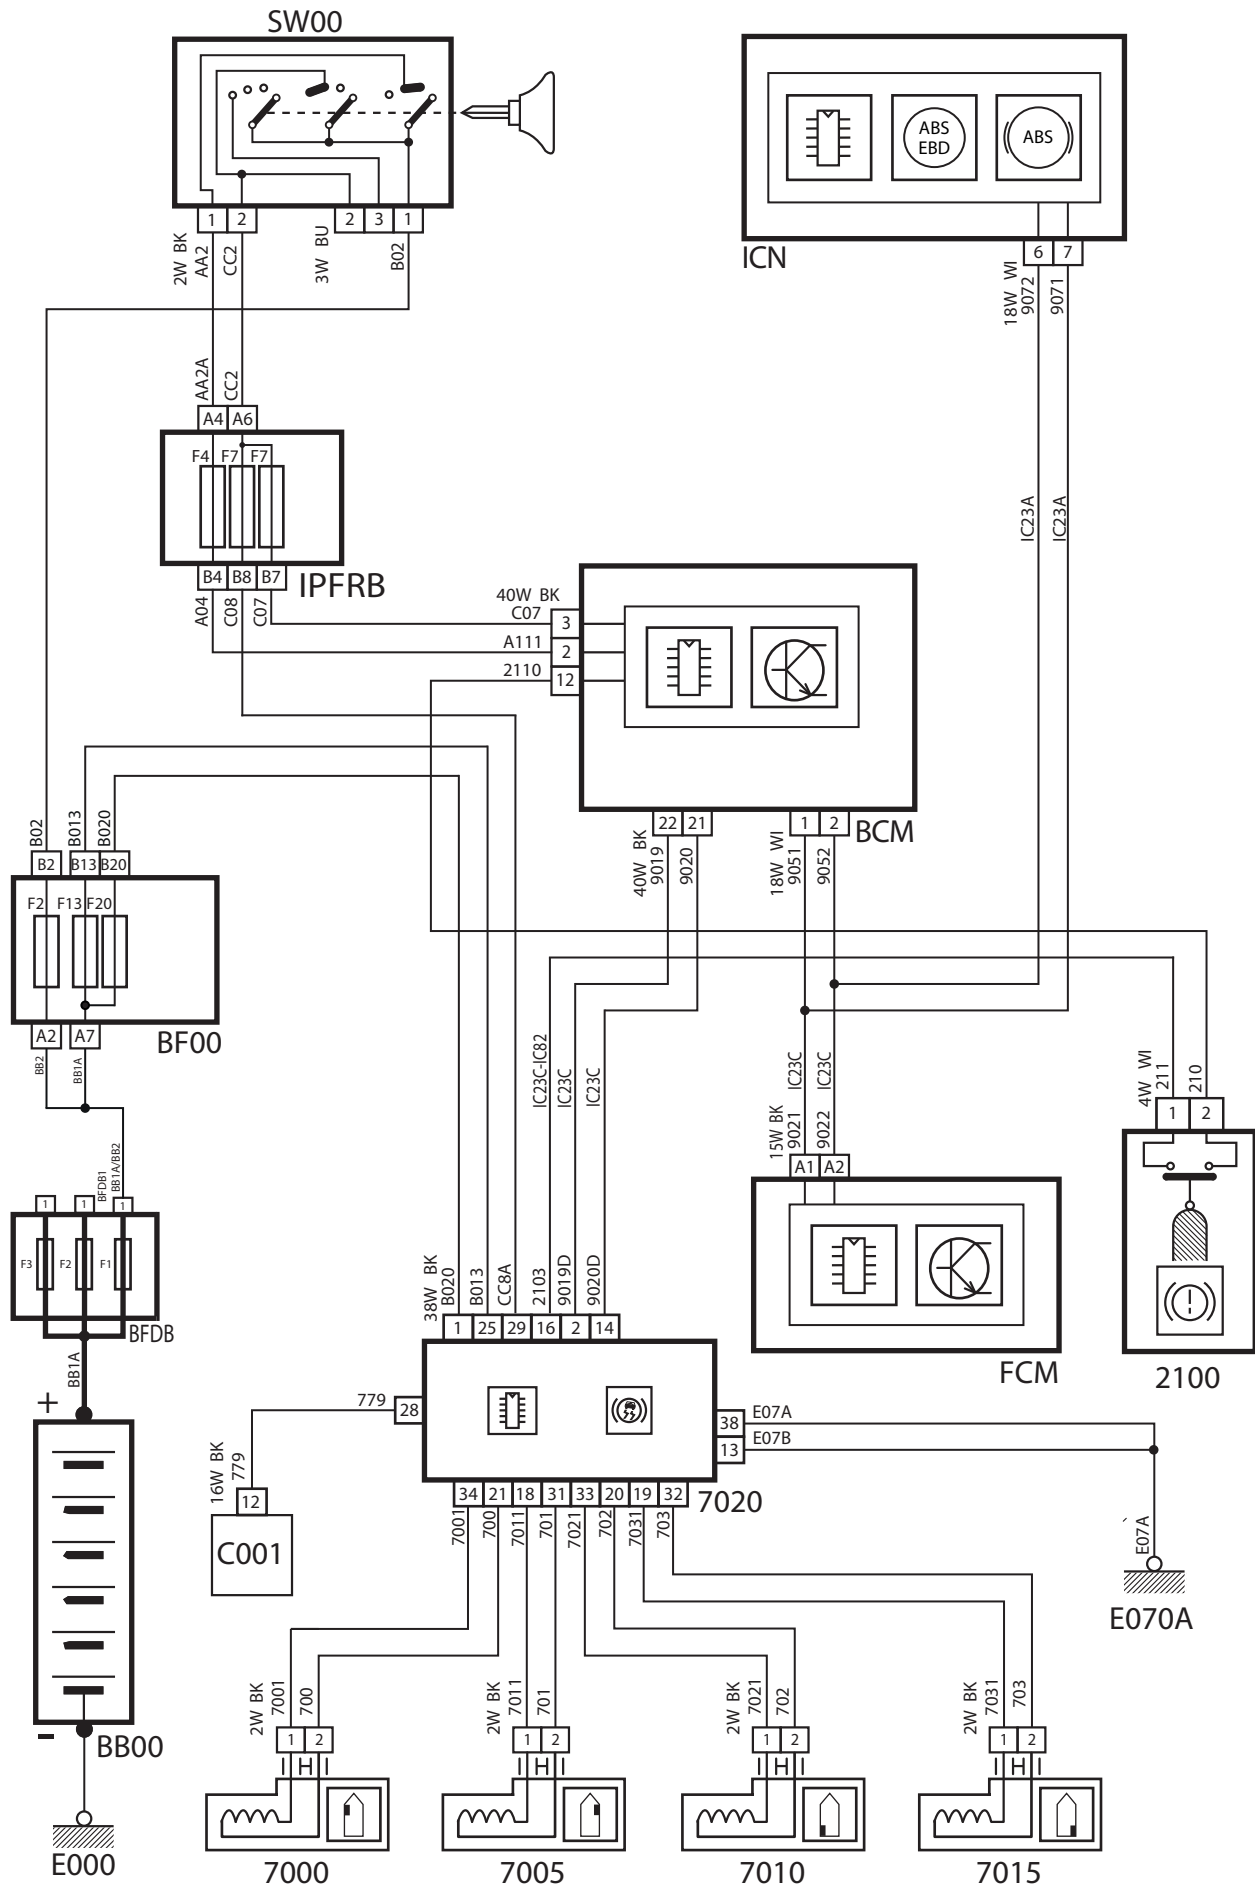 SW00
1 2 2 3 1
2W BK AA2 CC2 3W BU B02
ABS EBD
ABS
ICN
6 7
18W WI 9072 9071
AA2A CC2
A4 A6
F4 F7 F7
B4 B8 B7
IPFRB
A04 C08 C07
IC23A IC23A
40W BK
C07 3
A111 2
2110 12
BCM
22 21 1 2
40W BK 9019 9020 18W WI 9051 9052
B02 B013 B020
B2 B13 B20
F2 F13 F20
A2 A7
BF00
BB2 BB1A
IC23C-IC82 IC23C IC23C IC23C IC23C
15W BK 9021 9022
A1 A2
FCM
4W WI 211 210
1 2
2100
BFDB1 BB1A/BB2
1 1 1
F3 F2 F1
BFDB
BB1A
+
-
BB00
E000
38W BK B020 B013 CC8A 2103 9019D 9020D
1 25 29 16 2 14
779 28
16W BK 779
12
C001
38 E07A
13 E07B
7020
E07A
E070A
34 21 18 31 33 20 19 32
7001 700 7011 701 7021 702 7031 703
2W BK 7001 700 2W BK 7011 701 2W BK 7021 702 2W BK 7031 703
1 2 1 2 1 2 1 2
7000 7005 7010 7015